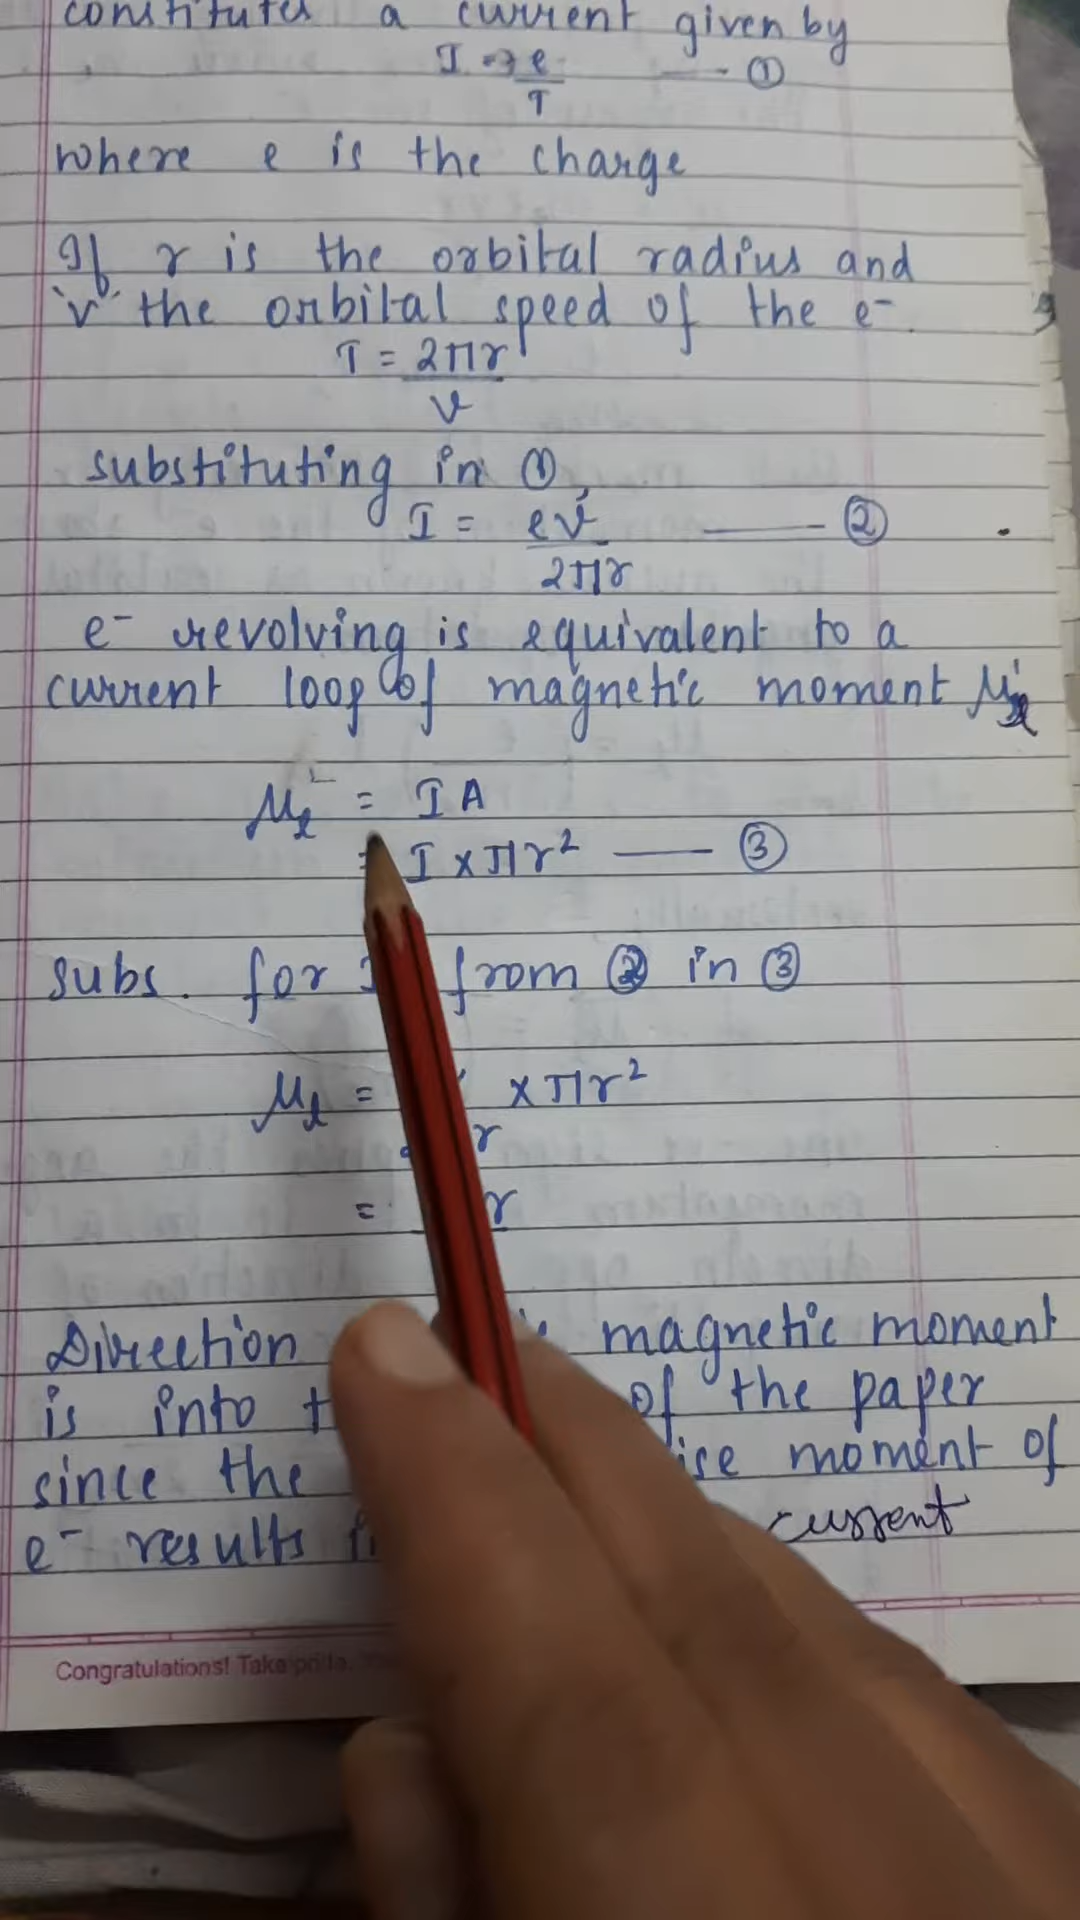 constitutes a current given by
I → e/T — ①
where e is the charge
If r is the orbital radius and
'v' the orbital speed of the e⁻.
T = 2πr/v
substituting in ①,
I = ev/2πr — ②
e⁻ revolving is equivalent to a
current loop of magnetic moment μₗ
μₗ = IA
= I × πr² — ③
subs. for from ② in ③
μₗ = × πr²
r
= r
Direction magnetic moment
is into of the paper
since the moment of
e⁻ results current
Congratulations! Take